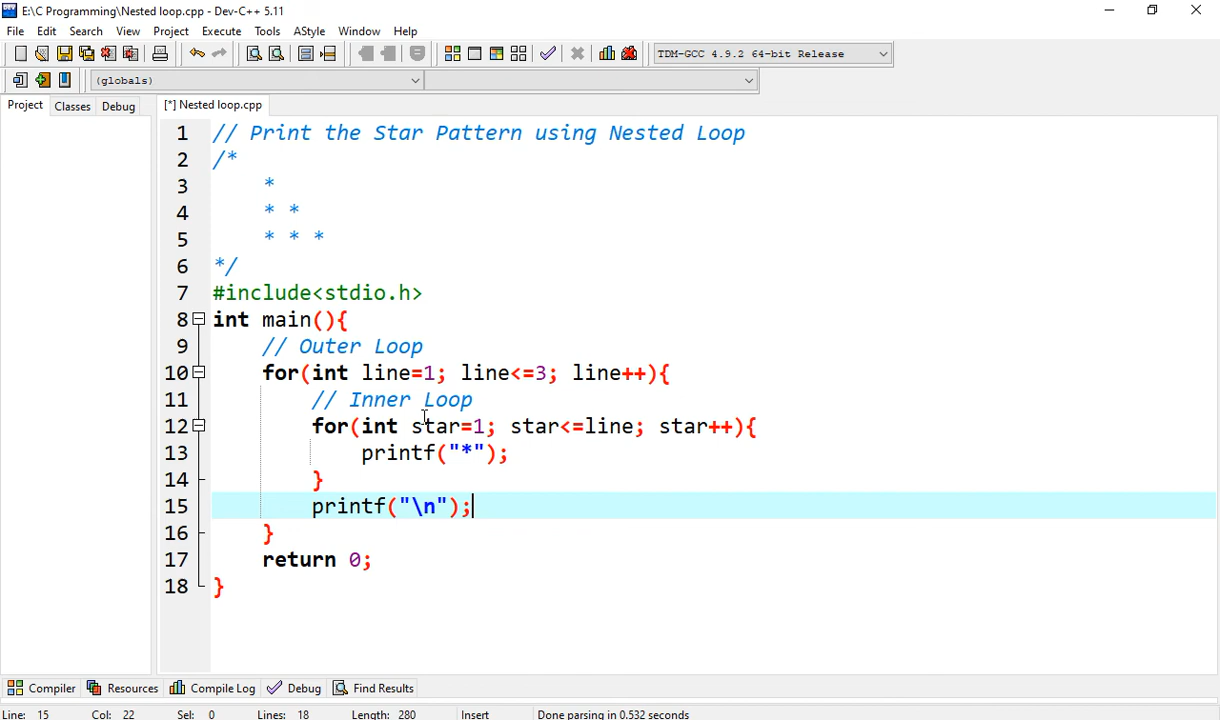 E:\C Programming\Nested loop.cpp - Dev-C++ 5.11
File Edit Search View Project Execute Tools AStyle Window Help
TDM-GCC 4.9.2 64-bit Release
(globals)
Project Classes Debug [*] Nested loop.cpp
1 // Print the Star Pattern using Nested Loop
2 /*
3 *
4 * *
5 * * *
6 */
7 #include<stdio.h>
8 int main(){
9 // Outer Loop
10 for(int line=1; line<=3; line++){
11 // Inner Loop
12 for(int star=1; star<=line; star++){
13 printf("*");
14 }
15 printf("\n");
16 }
17 return 0;
18 }
Compiler Resources Compile Log Debug Find Results
Line: 15 Col: 22 Sel: 0 Lines: 18 Length: 280 Insert Done parsing in 0.532 seconds